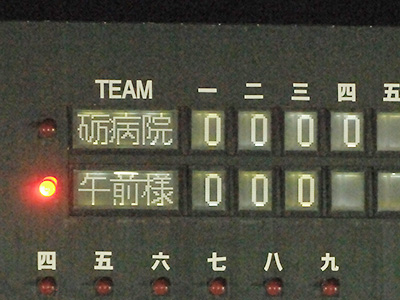 TEAM 一 二 三 四 五
砺病院 0 0 0 0
午前様 0 0 0
四 五 六 七 八 九